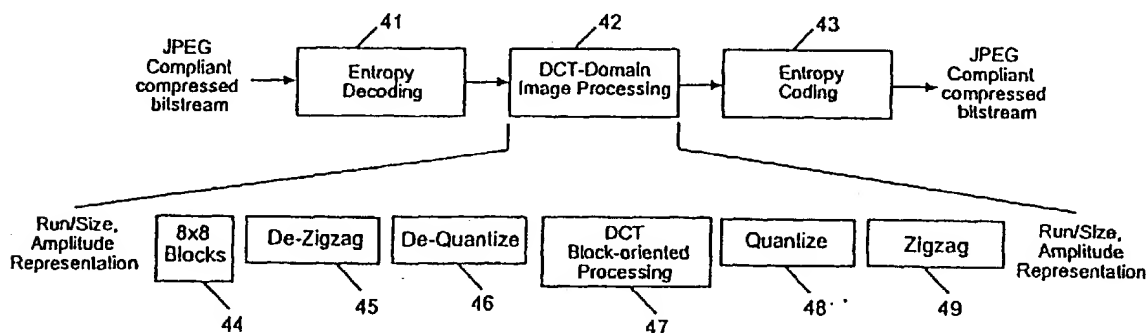 41
42
43
JPEG
Compliant
compressed
bitstream
Entropy
Decoding
DCT-Domain
Image Processing
Entropy
Coding
JPEG
Compliant
compressed
bitstream
Run/Size,
Amplitude
Representation
8x8
Blocks
De-Zigzag
De-Quantize
DCT
Block-oriented
Processing
Quantize
Zigzag
Run/Size,
Amplitude
Representation
44
45
46
47
48
49